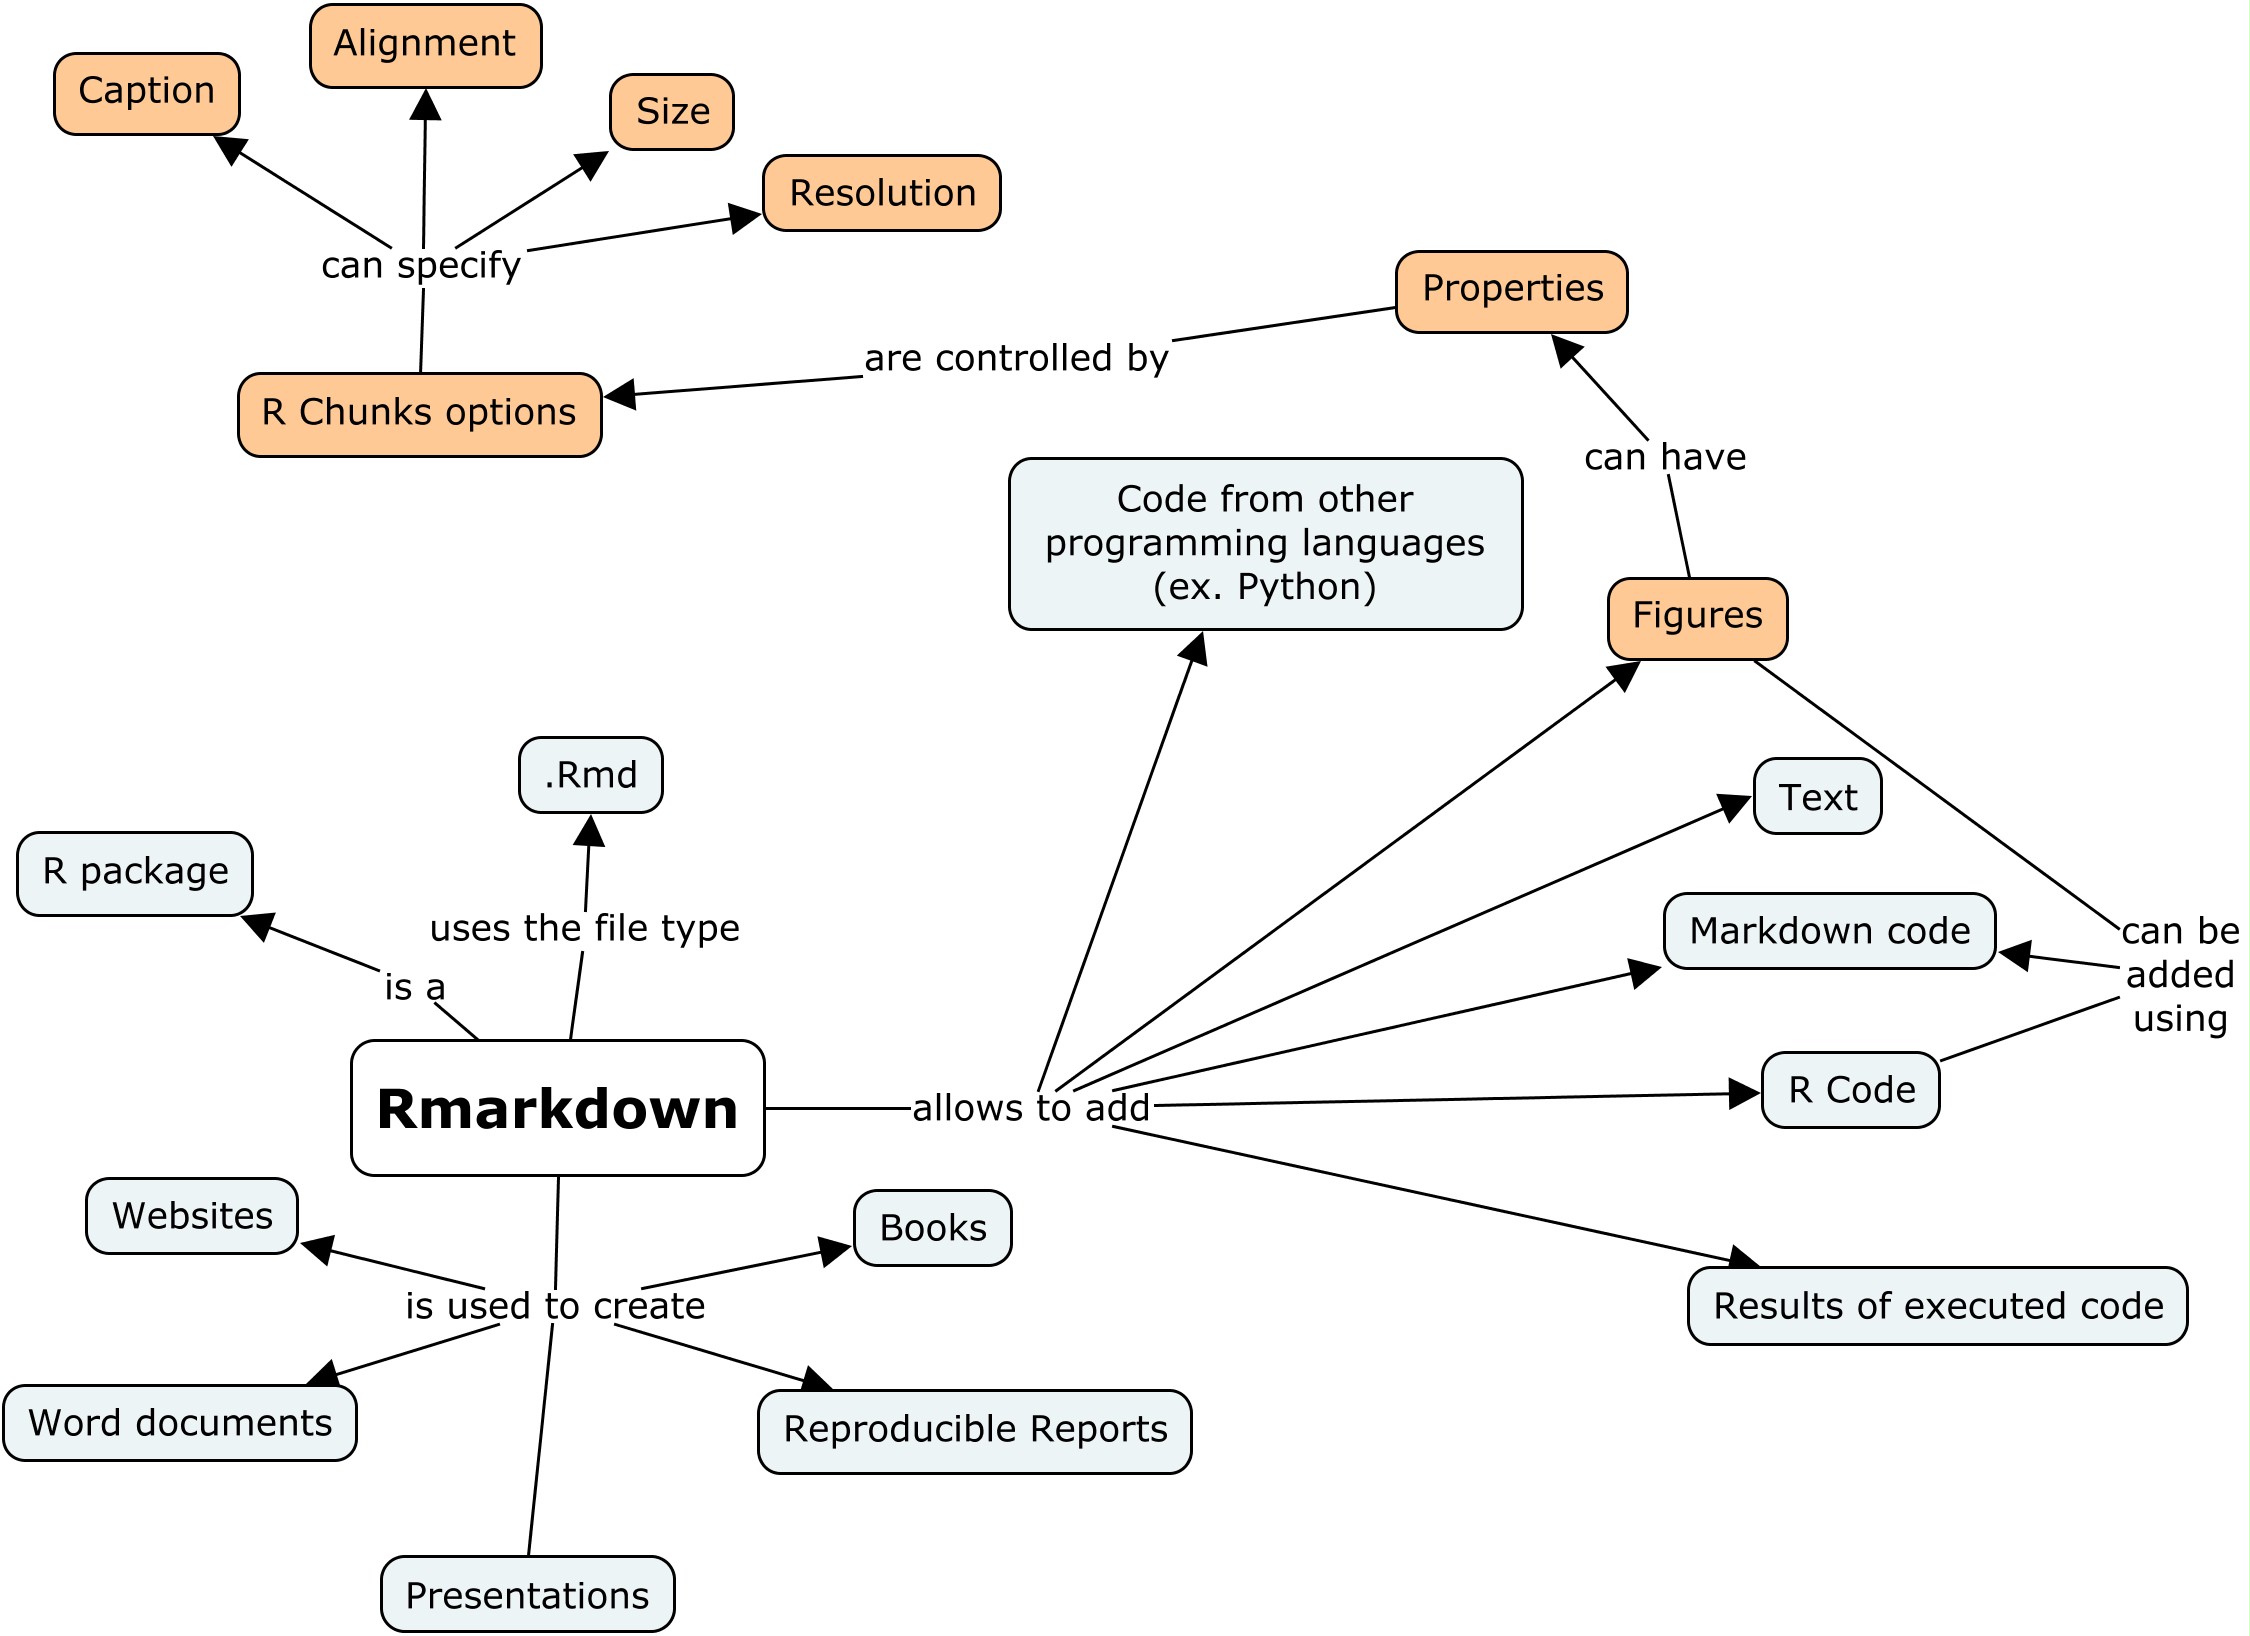 Alignment
Caption
Size
Resolution
can specify
Properties
are controlled by
R Chunks options
can have
Code from other
programming languages
(ex. Python)
Figures
.Rmd
Text
R package
uses the file type
Markdown code
can be
added
using
is a
Rmarkdown
allows to add
R Code
Websites
Books
is used to create
Results of executed code
Word documents
Reproducible Reports
Presentations